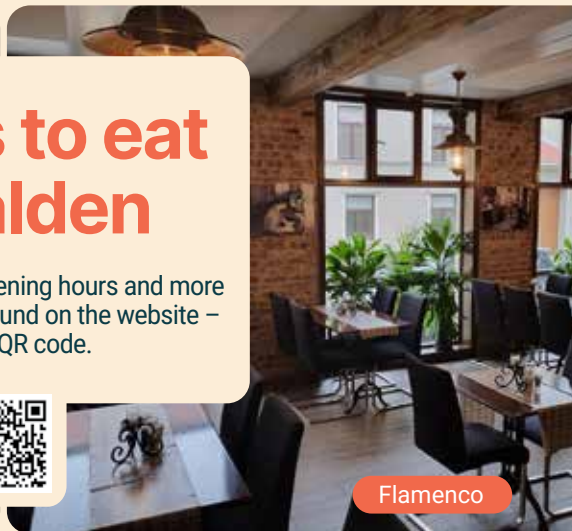 s to eat
lden
ening hours and more
und on the website –
QR code.
Flamenco